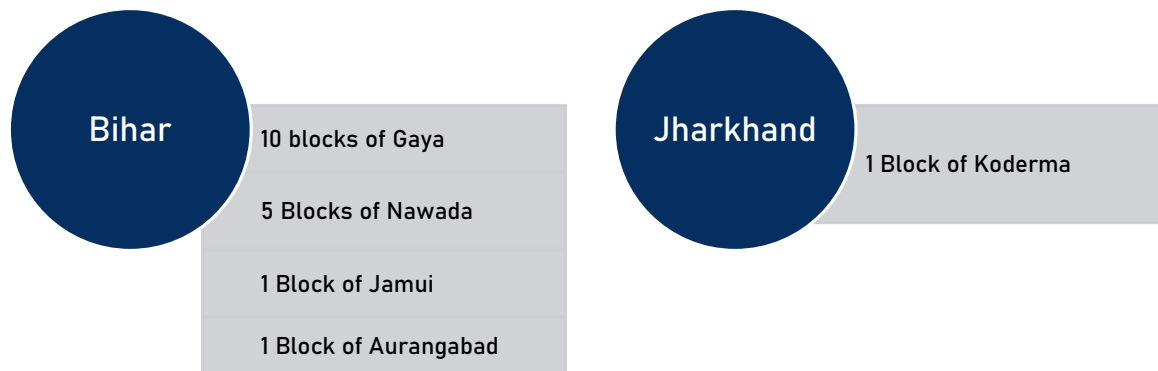 Bihar
10 blocks of Gaya
5 Blocks of Nawada
1 Block of Jamui
1 Block of Aurangabad
Jharkhand
1 Block of Koderma